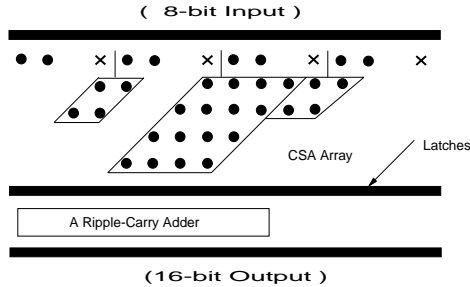 ( 8-bit Input )
CSA Array
Latches
A Ripple-Carry Adder
(16-bit Output )